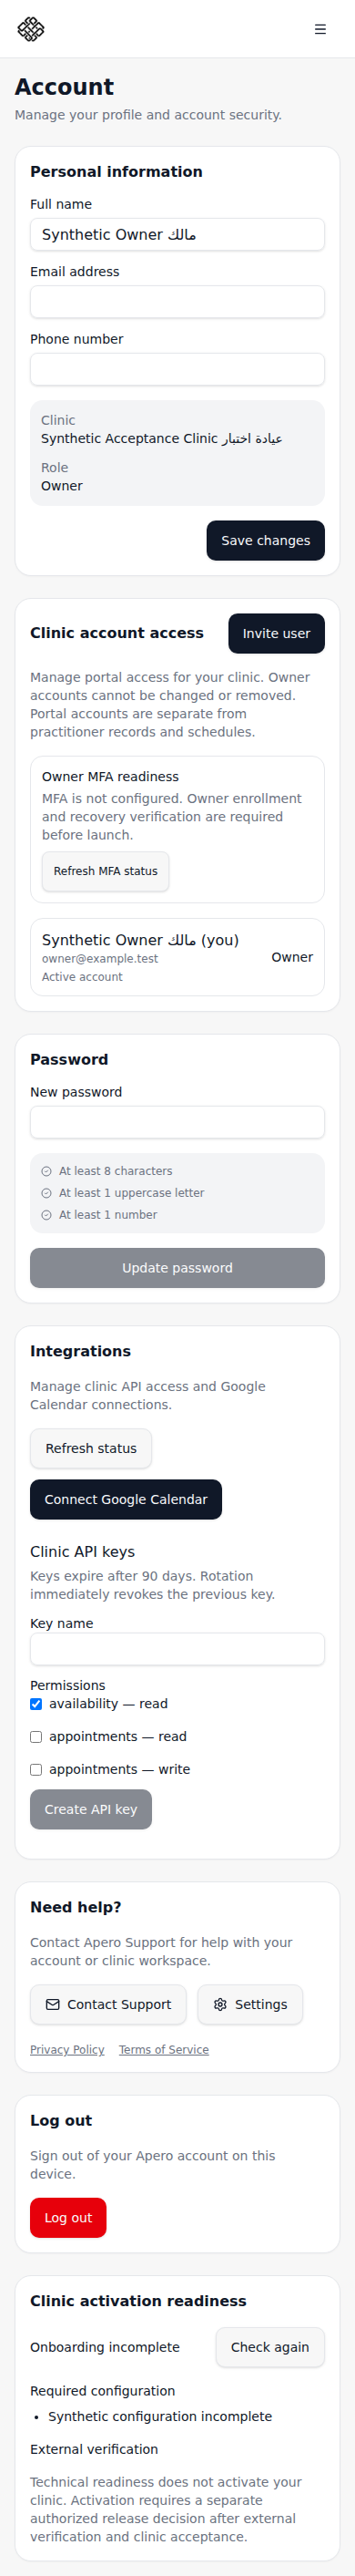 Account
Manage your profile and account security.
Personal information
Full name
Synthetic Owner مالك
Email address
Phone number
Clinic
Synthetic Acceptance Clinic عيادة اختبار
Role
Owner
Save changes
Clinic account access
Invite user
Manage portal access for your clinic. Owner
accounts cannot be changed or removed.
Portal accounts are separate from
practitioner records and schedules.
Owner MFA readiness
MFA is not configured. Owner enrollment
and recovery verification are required
before launch.
Refresh MFA status
Synthetic Owner مالك (you)
owner@example.test
Active account
Owner
Password
New password
At least 8 characters
At least 1 uppercase letter
At least 1 number
Update password
Integrations
Manage clinic API access and Google
Calendar connections.
Refresh status
Connect Google Calendar
Clinic API keys
Keys expire after 90 days. Rotation
immediately revokes the previous key.
Key name
Permissions
availability — read
appointments — read
appointments — write
Create API key
Need help?
Contact Apero Support for help with your
account or clinic workspace.
Contact Support
Settings
Privacy Policy
Terms of Service
Log out
Sign out of your Apero account on this
device.
Log out
Clinic activation readiness
Onboarding incomplete
Check again
Required configuration
• Synthetic configuration incomplete
External verification
Technical readiness does not activate your
clinic. Activation requires a separate
authorized release decision after external
verification and clinic acceptance.